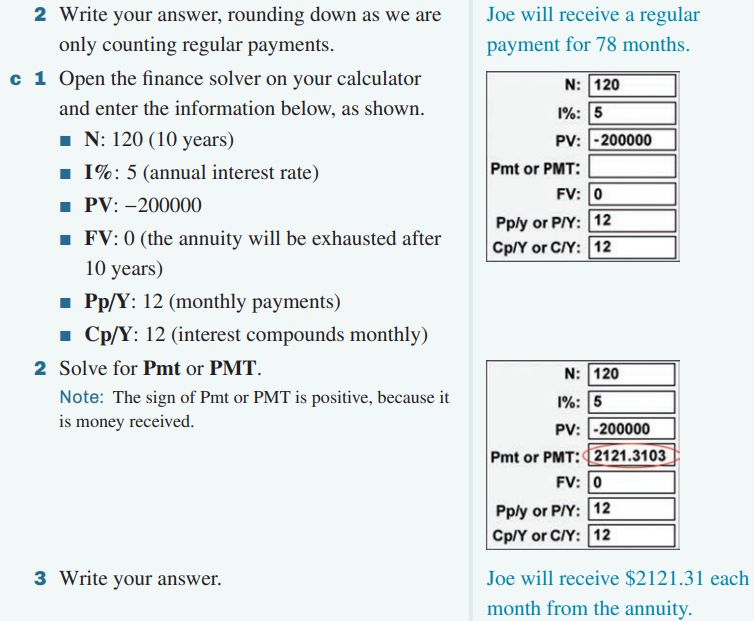 2 Write your answer, rounding down as we are
only counting regular payments.
Joe will receive a regular
payment for 78 months.
c 1 Open the finance solver on your calculator
and enter the information below, as shown.
■ N: 120 (10 years)
■ I%: 5 (annual interest rate)
■ PV: –200000
■ FV: 0 (the annuity will be exhausted after
10 years)
■ Pp/Y: 12 (monthly payments)
■ Cp/Y: 12 (interest compounds monthly)
N: 120
I%: 5
PV: -200000
Pmt or PMT:
FV: 0
Pp/y or P/Y: 12
Cp/Y or C/Y: 12
2 Solve for Pmt or PMT.
Note: The sign of Pmt or PMT is positive, because it
is money received.
N: 120
I%: 5
PV: -200000
Pmt or PMT: 2121.3103
FV: 0
Pp/y or P/Y: 12
Cp/Y or C/Y: 12
3 Write your answer.
Joe will receive $2121.31 each
month from the annuity.